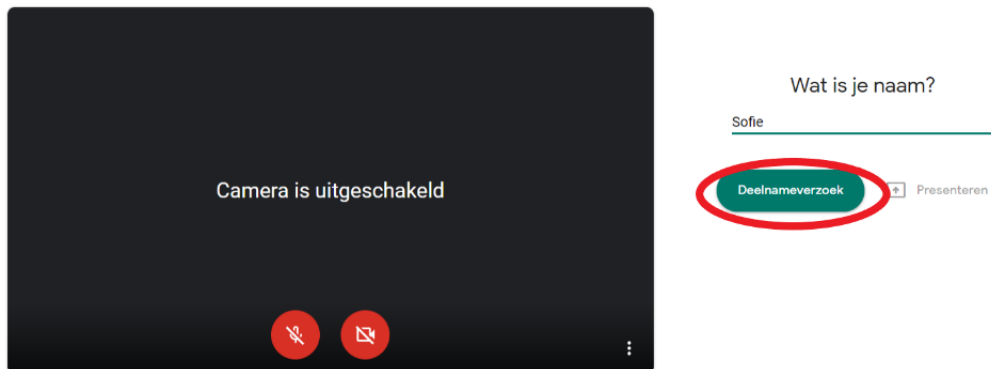 Wat is je naam?
Sofie
Camera is uitgeschakeld
Deelnameverzoek
Presenteren